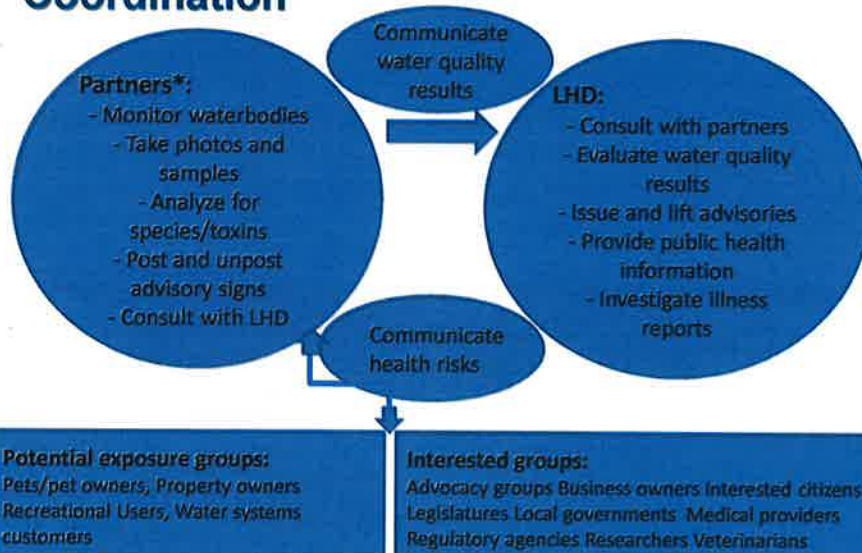 Coordination
Communicate
water quality
results
Partners*:
- Monitor waterbodies
- Take photos and
samples
- Analyze for
species/toxins
- Post and unpost
advisory signs
- Consult with LHD
LHD:
- Consult with partners
- Evaluate water quality
results
- Issue and lift advisories
- Provide public health
information
- Investigate illness
reports
Communicate
health risks
Potential exposure groups:
Pets/pet owners, Property owners
Recreational Users, Water systems
customers
Interested groups:
Advocacy groups Business owners Interested citizens
Legislatures Local governments Medical providers
Regulatory agencies Researchers Veterinarians